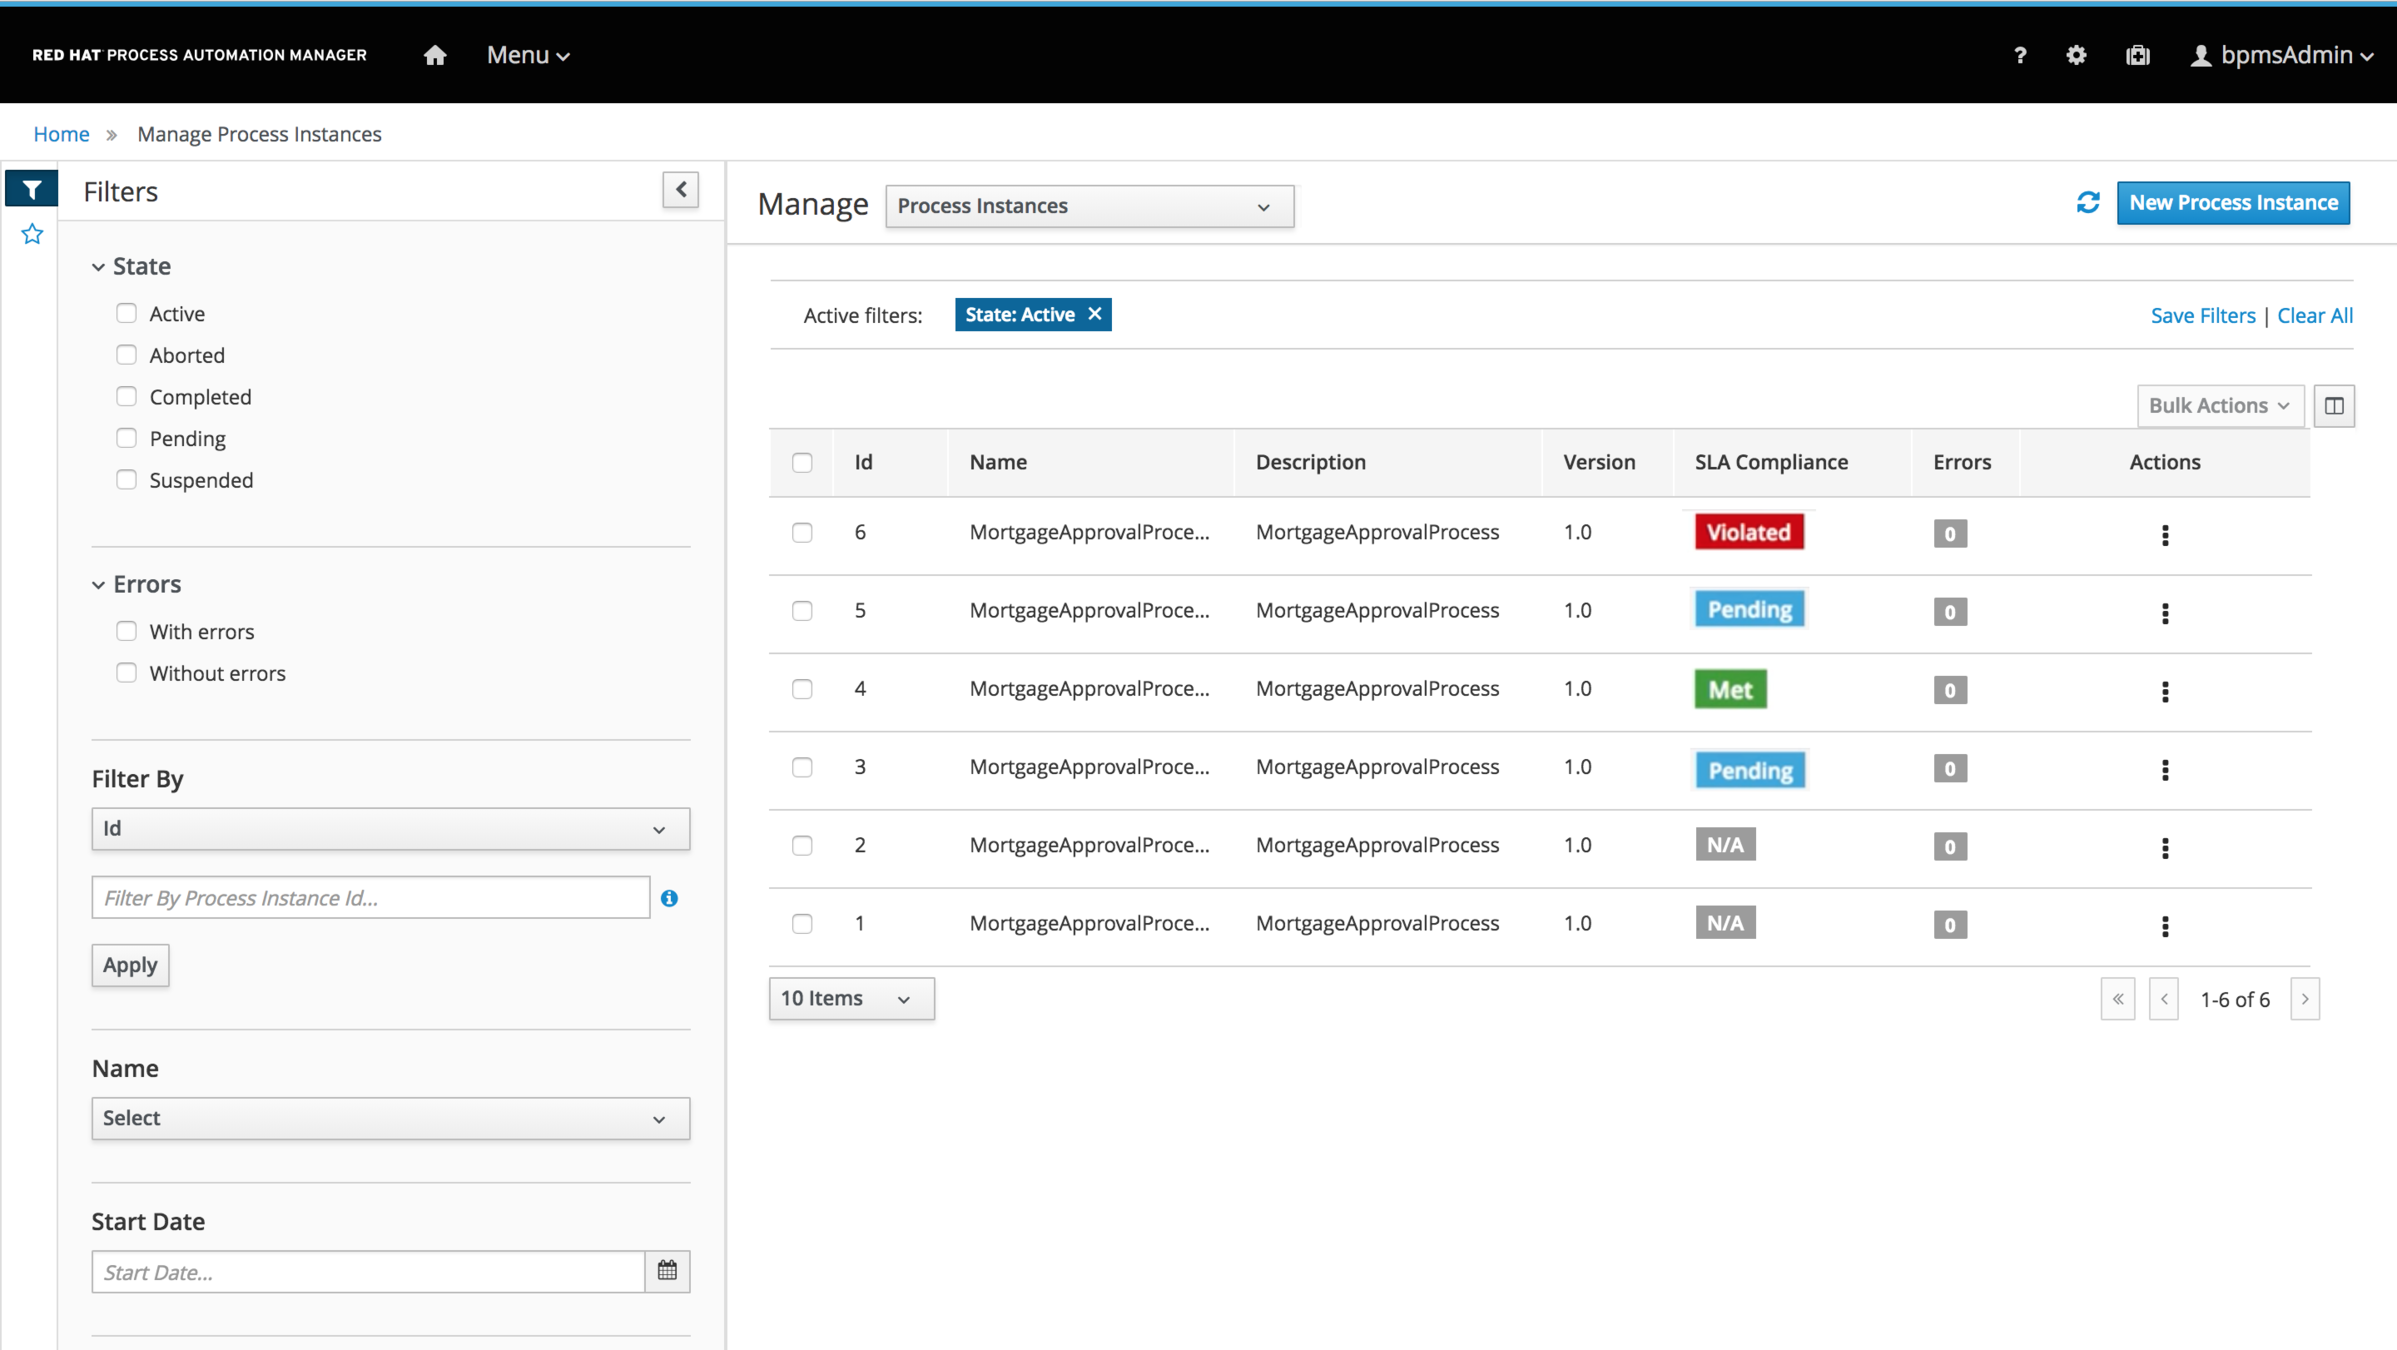 RED HAT PROCESS AUTOMATION MANAGER Menu ? bpmsAdmin
Home » Manage Process Instances
Filters
Manage Process Instances New Process Instance
State
Active
Aborted
Completed
Pending
Suspended
Errors
With errors
Without errors
Filter By
Id
Filter By Process Instance Id...
Apply
Name
Select
Start Date
Start Date...
Active filters: State: Active ✕ Save Filters | Clear All
Bulk Actions
Id Name Description Version SLA Compliance Errors Actions
6 MortgageApprovalProce... MortgageApprovalProcess 1.0 Violated 0
5 MortgageApprovalProce... MortgageApprovalProcess 1.0 Pending 0
4 MortgageApprovalProce... MortgageApprovalProcess 1.0 Met 0
3 MortgageApprovalProce... MortgageApprovalProcess 1.0 Pending 0
2 MortgageApprovalProce... MortgageApprovalProcess 1.0 N/A 0
1 MortgageApprovalProce... MortgageApprovalProcess 1.0 N/A 0
10 Items « ‹ 1-6 of 6 ›